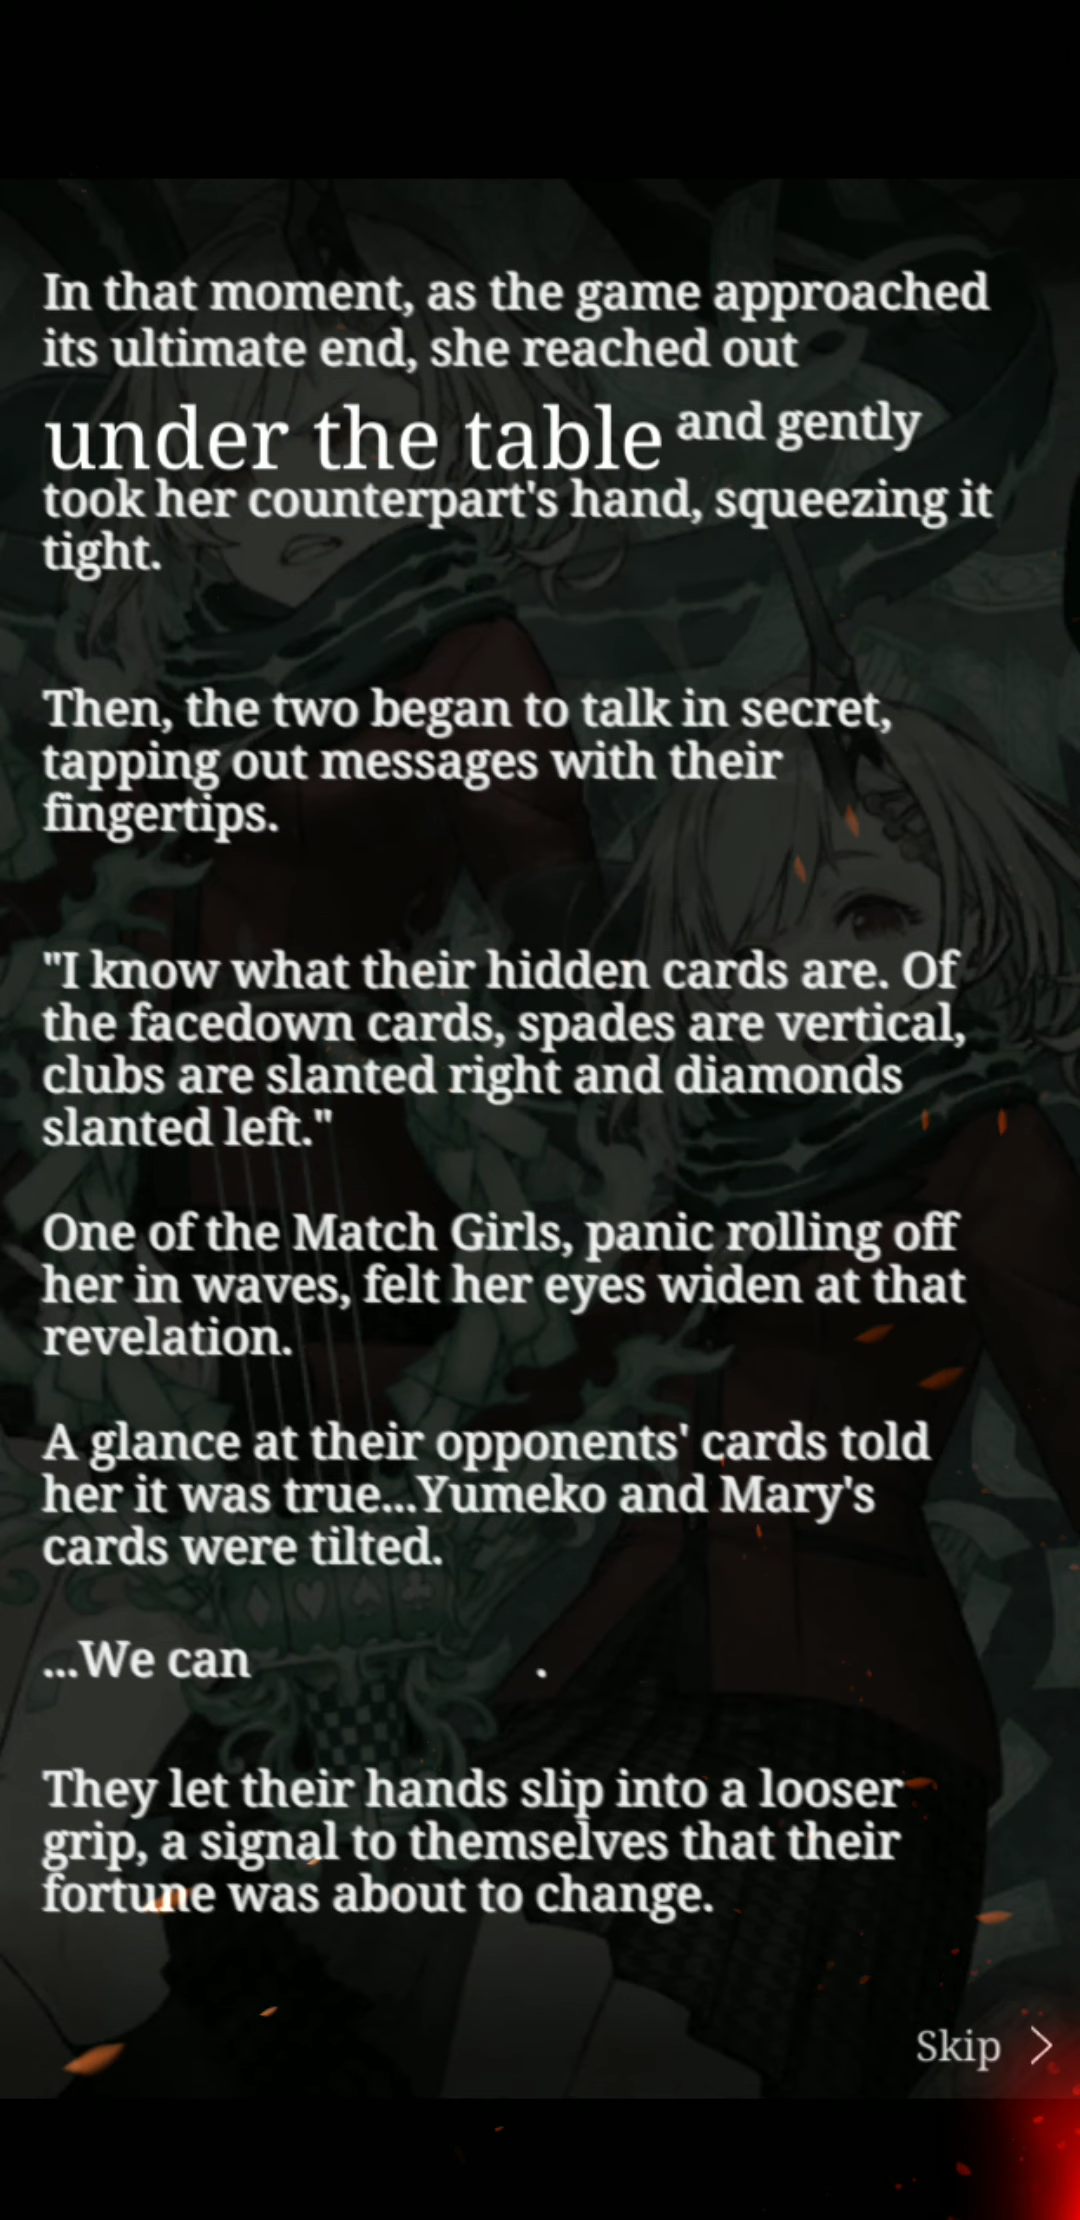 In that moment, as the game approached
its ultimate end, she reached out
under the table and gently
took her counterpart's hand, squeezing it
tight.
Then, the two began to talk in secret,
tapping out messages with their
fingertips.
"I know what their hidden cards are. Of
the facedown cards, spades are vertical,
clubs are slanted right and diamonds
slanted left."
One of the Match Girls, panic rolling off
her in waves, felt her eyes widen at that
revelation.
A glance at their opponents' cards told
her it was true...Yumeko and Mary's
cards were tilted.
...We can .
They let their hands slip into a looser
grip, a signal to themselves that their
fortune was about to change.
Skip >